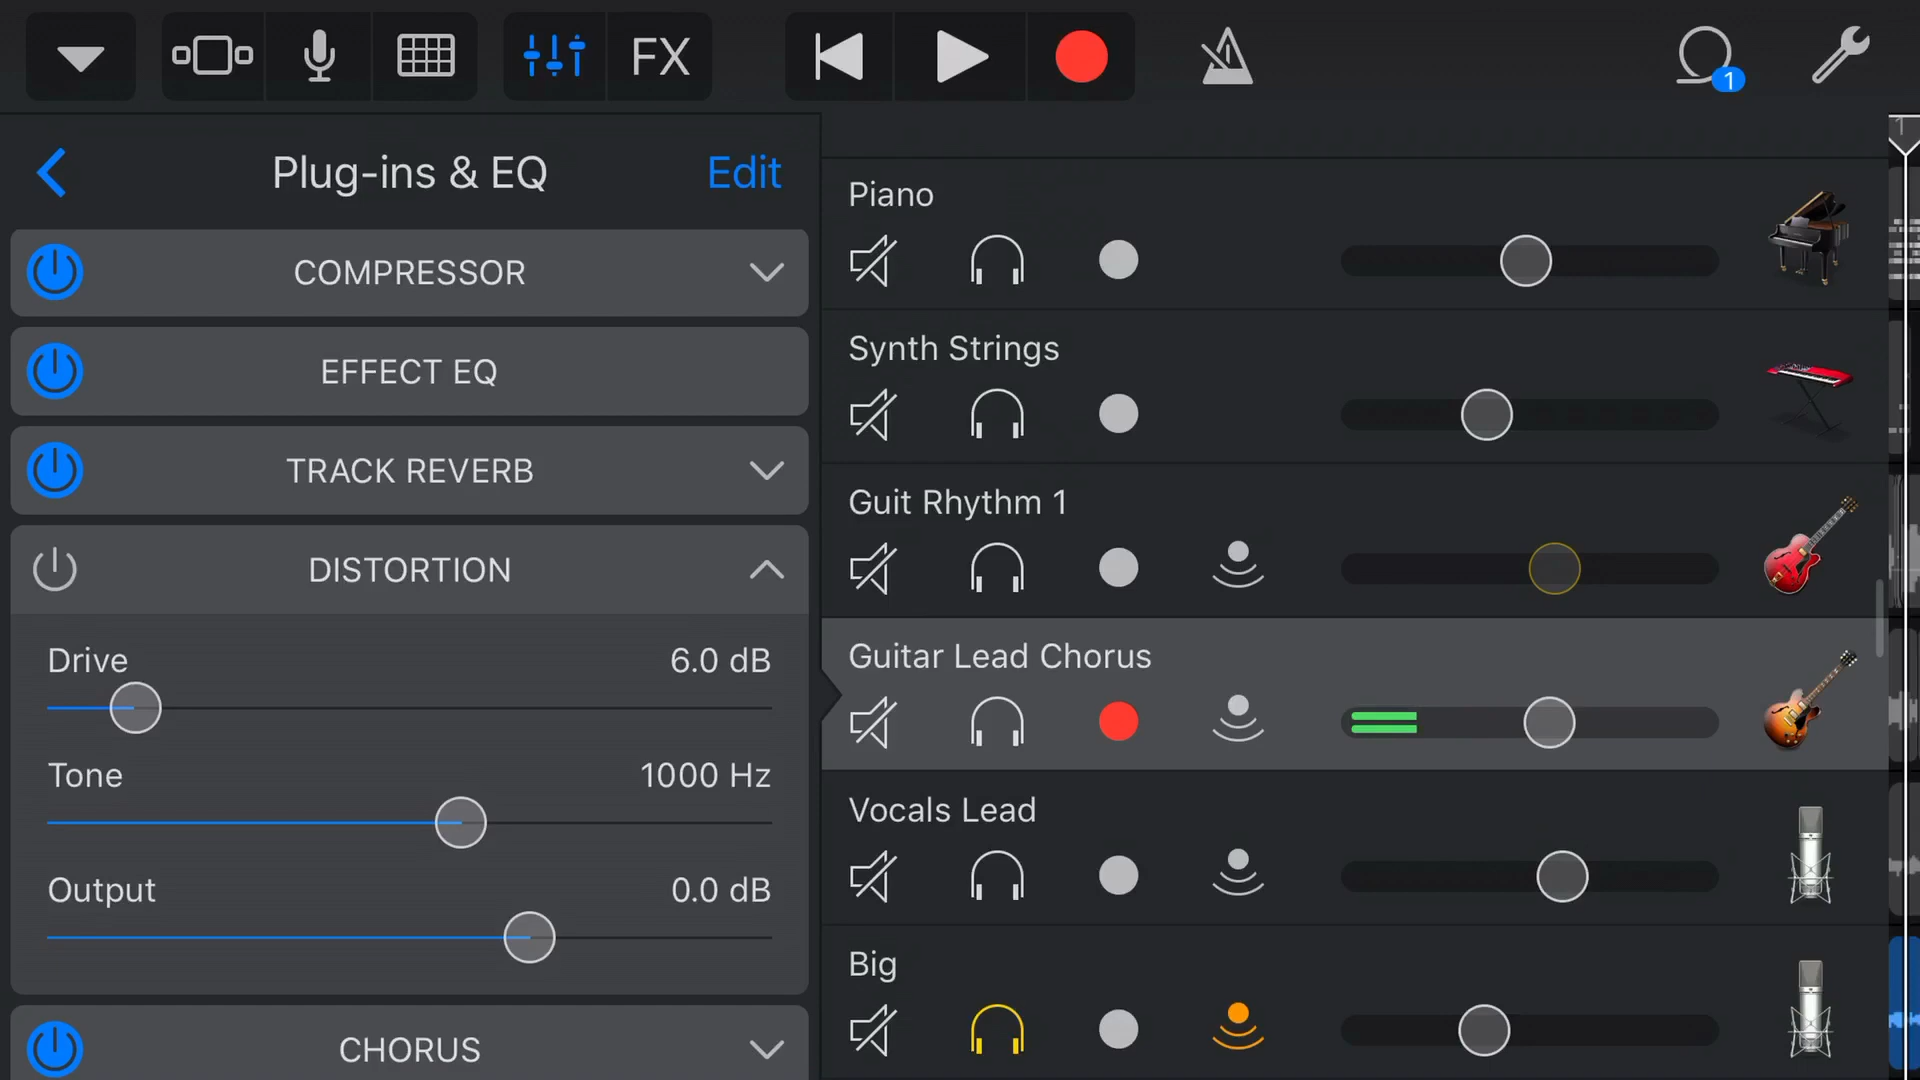 FX
1
1
Plug-ins & EQ
Edit
COMPRESSOR
EFFECT EQ
TRACK REVERB
DISTORTION
Drive
6.0 dB
Tone
1000 Hz
Output
0.0 dB
CHORUS
Piano
Synth Strings
Guit Rhythm 1
Guitar Lead Chorus
Vocals Lead
Big